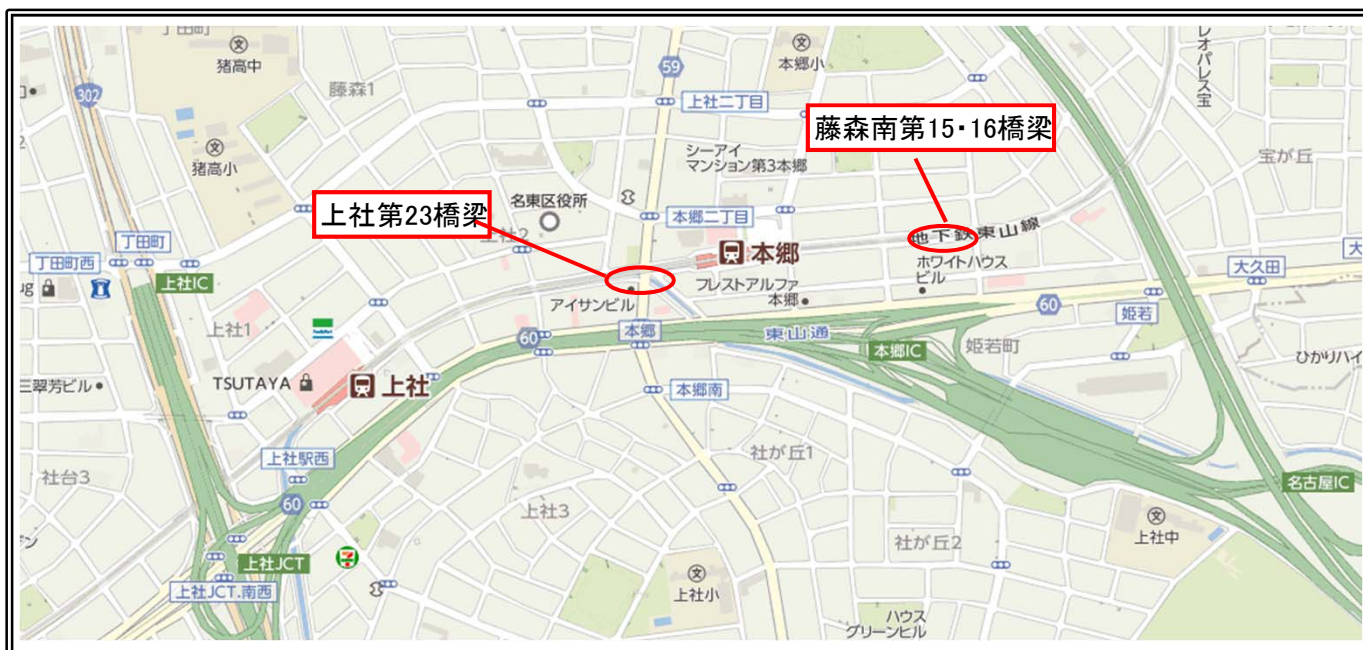 丁田町
猪高中
302
藤森1
59
本郷小
レオパレス宝
上社二丁目
藤森南第15・16橋梁
猪高小
シーアイ
マンション第3本郷
宝が丘
上社第23橋梁
名東区役所
上社2
本郷二丁目
丁田町
丁田町西
本郷
地下鉄東山線
ホワイトハウス
ビル
大久田
上社IC
アイサンビル
フレストアルファ
本郷
60
姫若
上社1
FamilyMart
60
本郷
東山通
本郷IC
姫若町
ひかりハイ
三翠芳ビル
TSUTAYA
上社
本郷南
上社駅西
社が丘1
社台3
名古屋IC
60
上社3
社が丘2
上社中
上社JCT
上社JCT.南西
上社小
ハウス
グリーンヒル